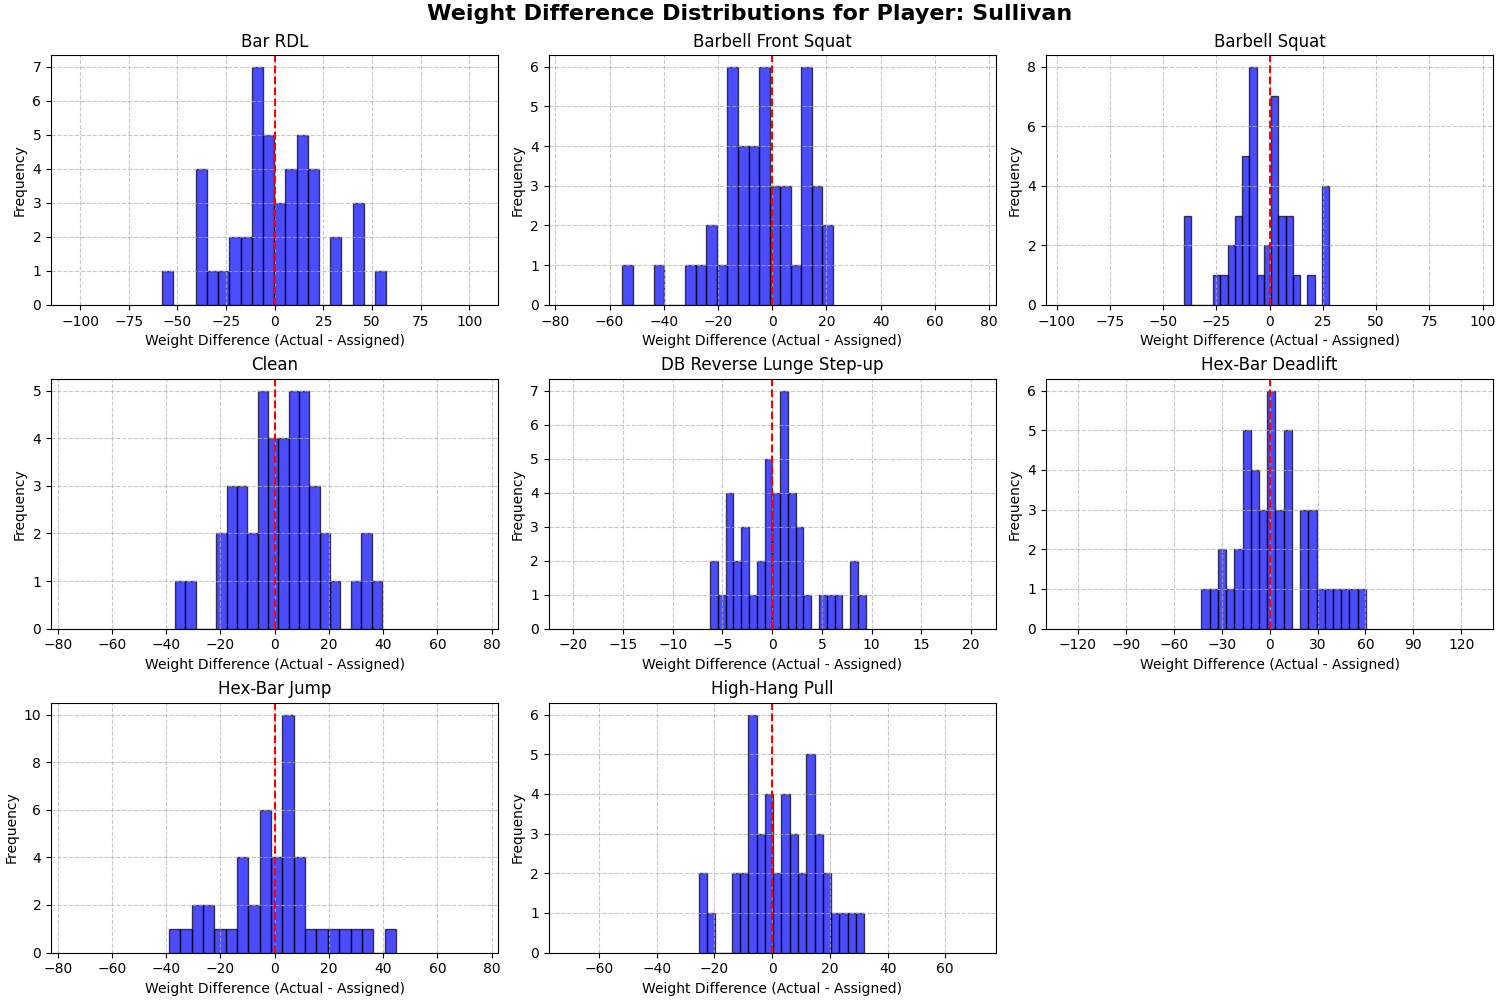 Weight Difference Distributions for Player: Sullivan
Bar RDL
Frequency
0 1 2 3 4 5 6 7
−100 −75 −50 −25 0 25 50 75 100
Weight Difference (Actual - Assigned)
Barbell Front Squat
Frequency
0 1 2 3 4 5 6
−80 −60 −40 −20 0 20 40 60 80
Weight Difference (Actual - Assigned)
Barbell Squat
Frequency
0 2 4 6 8
−100 −75 −50 −25 0 25 50 75 100
Weight Difference (Actual - Assigned)
Clean
Frequency
0 1 2 3 4 5
−80 −60 −40 −20 0 20 40 60 80
Weight Difference (Actual - Assigned)
DB Reverse Lunge Step-up
Frequency
0 1 2 3 4 5 6 7
−20 −15 −10 −5 0 5 10 15 20
Weight Difference (Actual - Assigned)
Hex-Bar Deadlift
Frequency
0 1 2 3 4 5 6
−120 −90 −60 −30 0 30 60 90 120
Weight Difference (Actual - Assigned)
Hex-Bar Jump
Frequency
0 2 4 6 8 10
−80 −60 −40 −20 0 20 40 60 80
Weight Difference (Actual - Assigned)
High-Hang Pull
Frequency
0 1 2 3 4 5 6
−60 −40 −20 0 20 40 60
Weight Difference (Actual - Assigned)